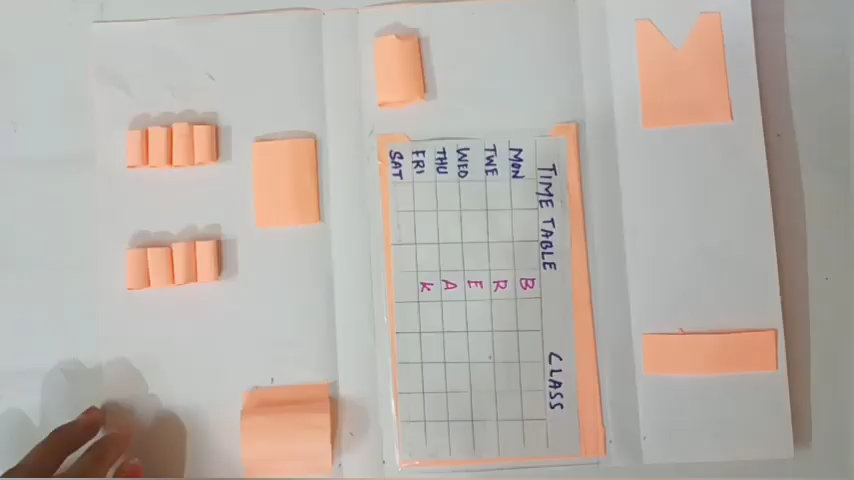 TIME TABLE CLASS
MON
TWE
WED
THU
FRI
SAT
B
R
E
A
K